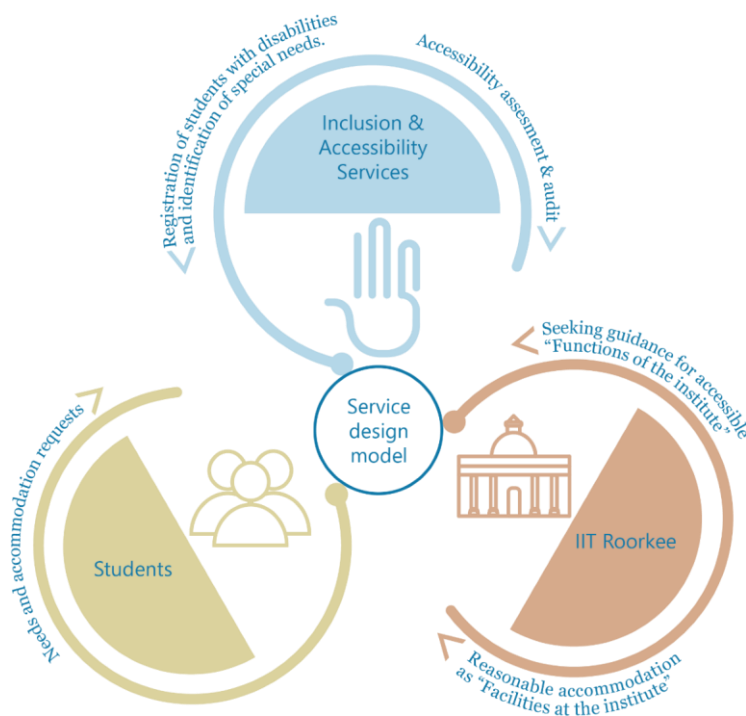 Registration of students with disabilities
and identification of special needs.
Accessibility assesment & audit
Inclusion &
Accessibility
Services
Seeking guidance for accessible
“Functions of the institute”
Service
design
model
Needs and accommodation requests
Students
IIT Roorkee
Reasonable accommodation
as “Facilities at the institute”